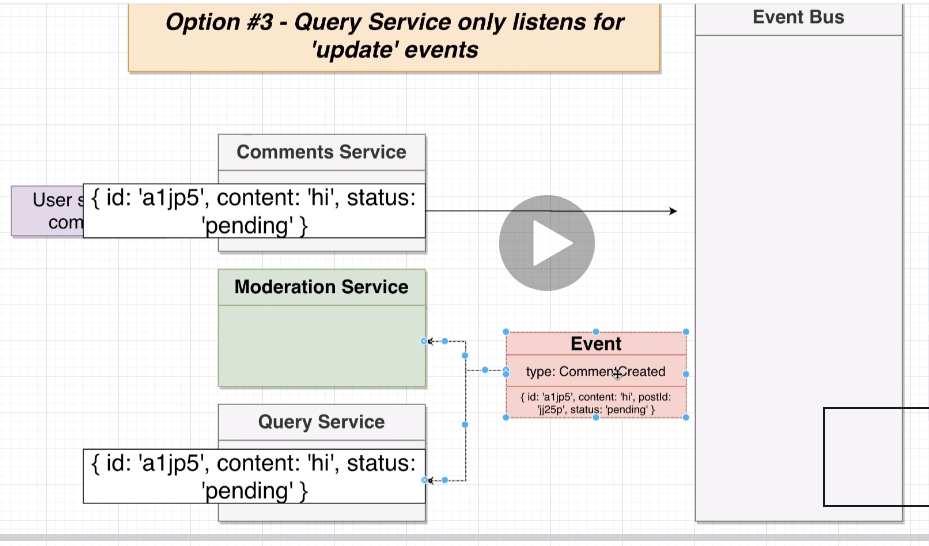 Option #3 - Query Service only listens for
'update' events
Event Bus
Comments Service
User
com
{ id: 'a1jp5', content: 'hi', status:
'pending' }
Moderation Service
Event
type: CommentCreated
{ id: 'a1jp5', content: 'hi', postId:
'jj25p', status: 'pending' }
Query Service
{ id: 'a1jp5', content: 'hi', status:
'pending' }